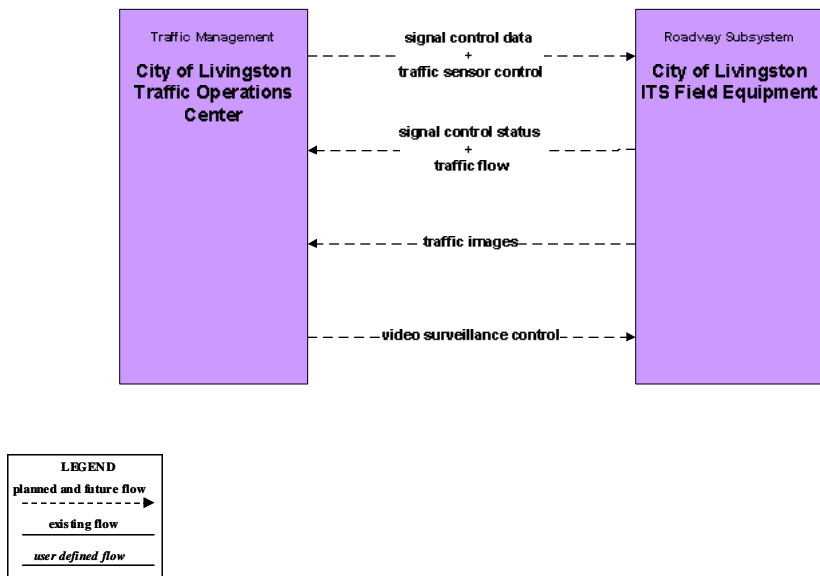 Traffic Management
City of Livingston
Traffic Operations
Center
signal control data
+
traffic sensor control
signal control status
+
traffic flow
traffic images
video surveillance control
Roadway Subsystem
City of Livingston
ITS Field Equipment
LEGEND
planned and future flow
existing flow
user defined flow